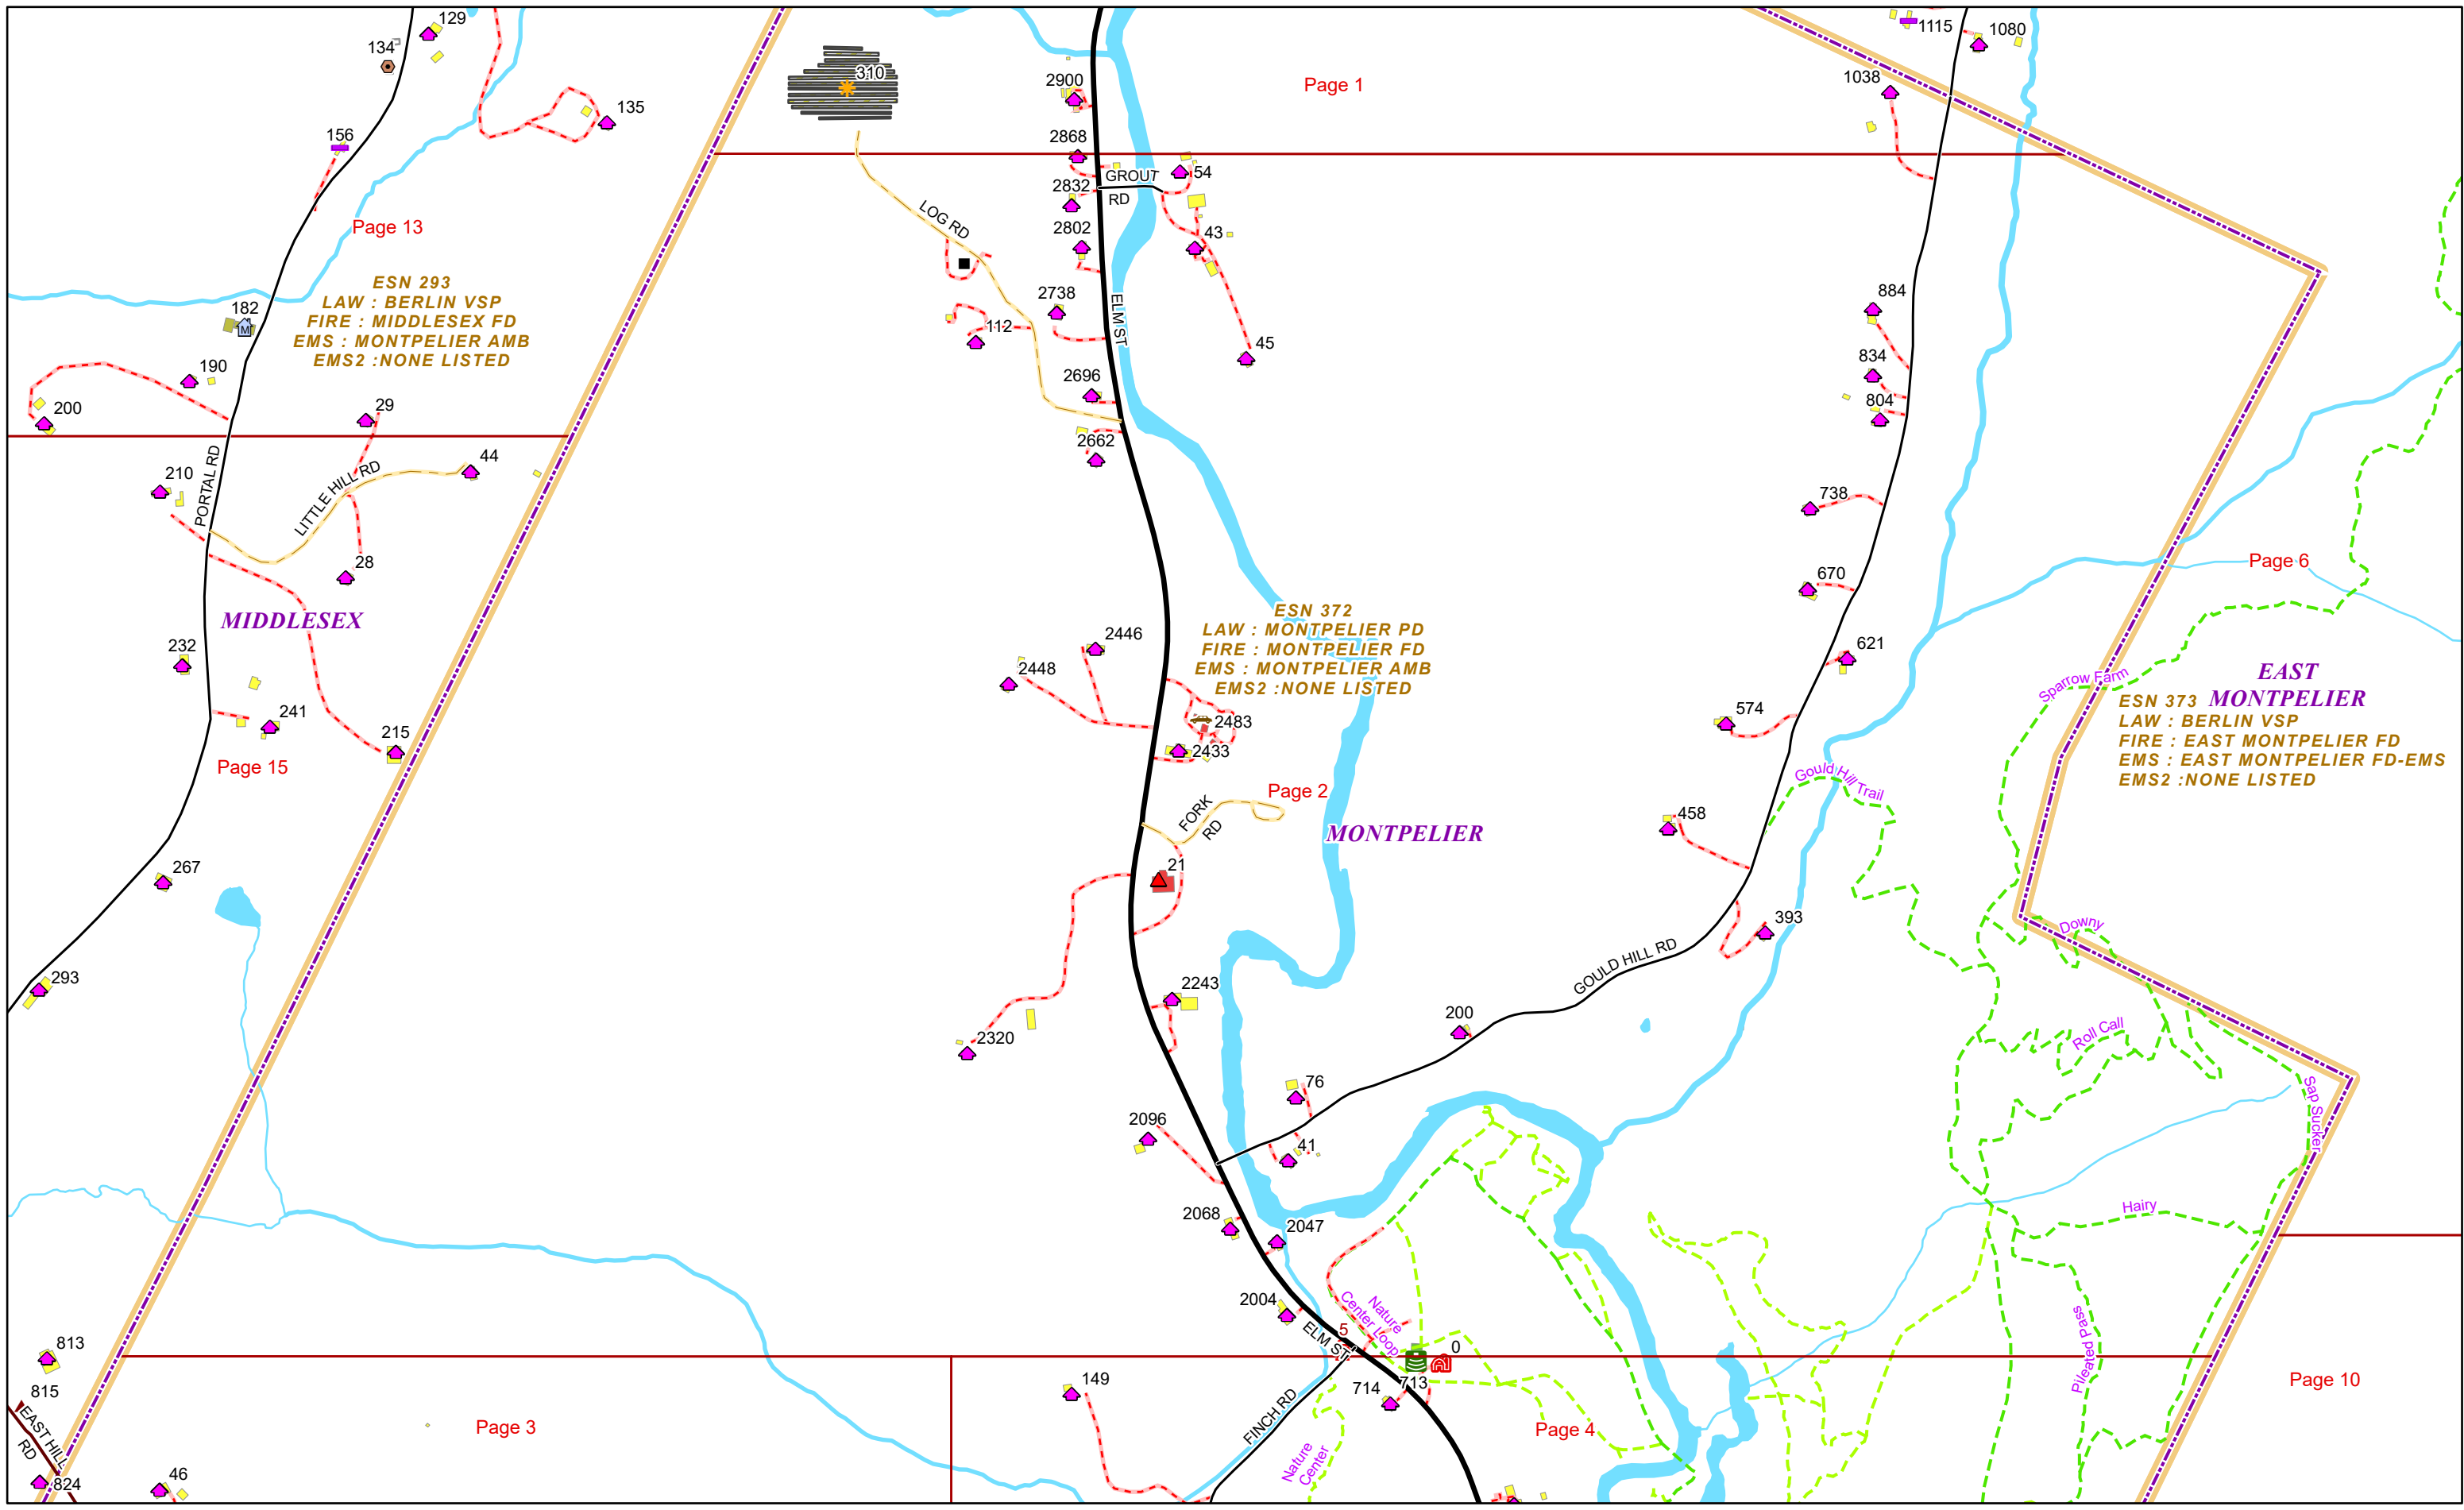 129
134
1115
1080
310
2900
Page 1
1038
135
156
2868
GROUT
RD
54
2832
LOG RD
Page 13
2802
43
ESN 293
LAW : BERLIN VSP
FIRE : MIDDLESEX FD
EMS : MONTPELIER AMB
EMS2 :NONE LISTED
182
M
2738
ELM ST
884
112
45
190
834
2696
200
29
804
2662
44
210
PORTAL RD
LITTLE HILL RD
738
28
Page 6
670
MIDDLESEX
ESN 372
LAW : MONTPELIER PD
FIRE : MONTPELIER FD
EMS : MONTPELIER AMB
EMS2 :NONE LISTED
2446
232
2448
621
EAST
MONTPELIER
Sparrow Farm
ESN 373
LAW : BERLIN VSP
FIRE : EAST MONTPELIER FD
EMS : EAST MONTPELIER FD-EMS
EMS2 :NONE LISTED
241
215
2483
574
2433
Page 15
Gould Hill Trail
Page 2
FORK
RD
458
MONTPELIER
267
21
393
Downy
GOULD HILL RD
293
2243
200
2320
Roll Call
76
Sap Sucker
2096
41
Hairy
2068
2047
2004
Nature
Center Loop
5
ELM ST
0
813
Pileated Pass
149
714
713
Page 10
815
EAST HILL
RD
Page 3
FINCH RD
Page 4
Nature
Center
824
46